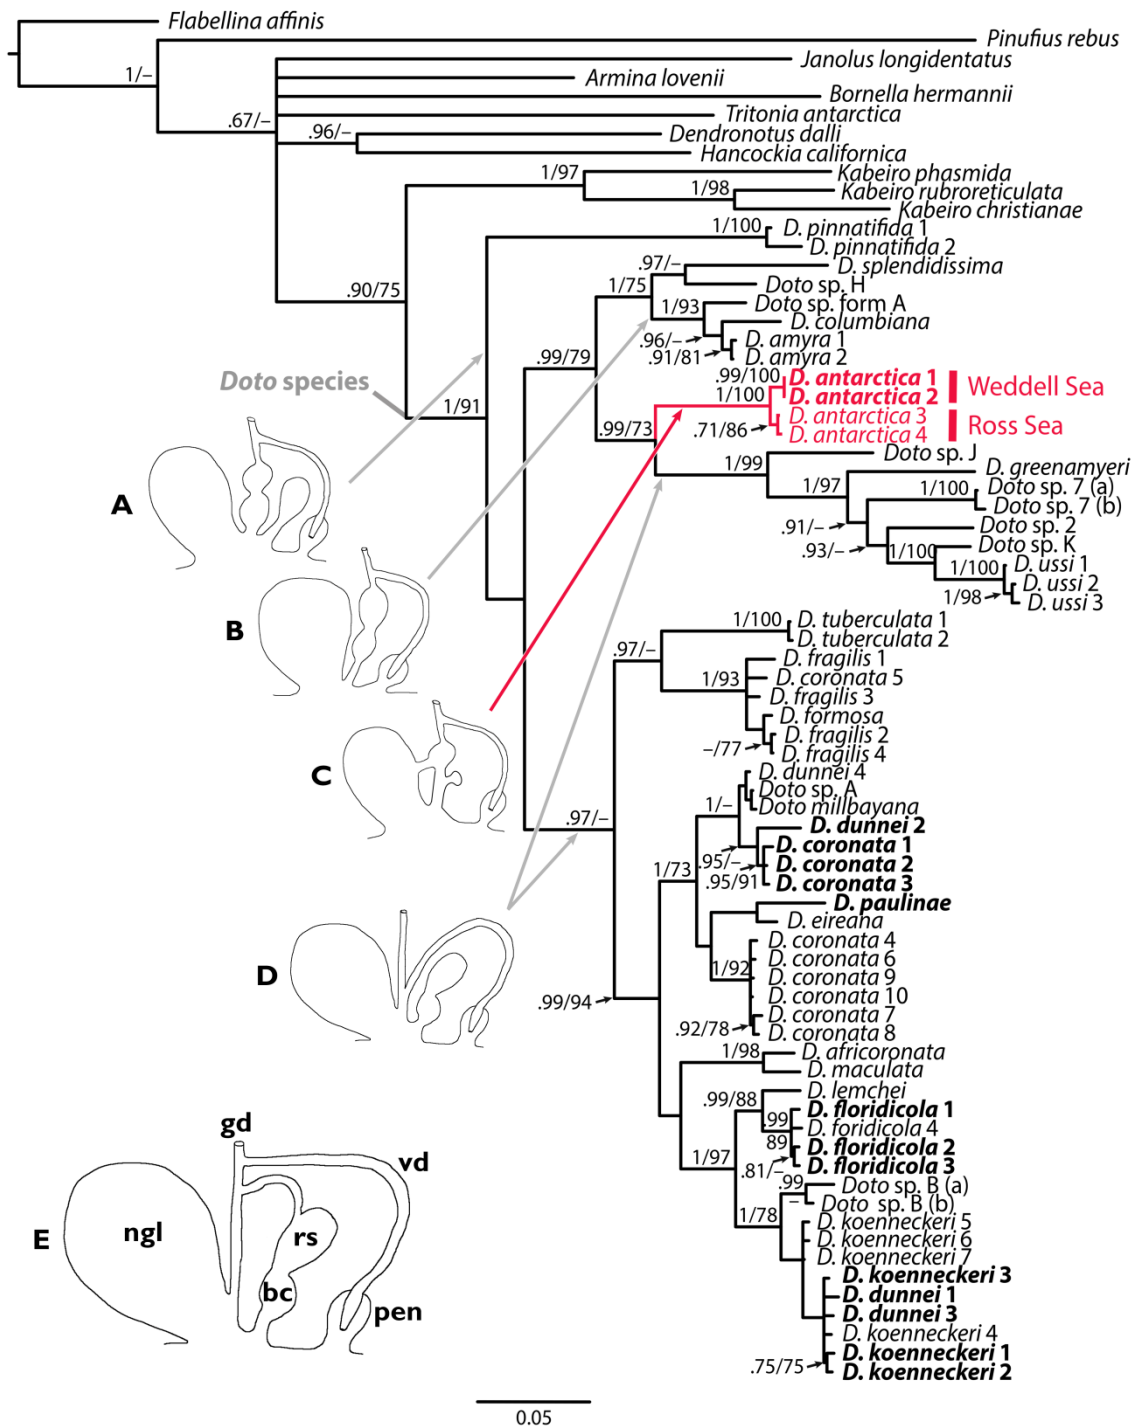 Flabellina affinis
Pinufius rebus
1/–
Janolus longidentatus
Armina lovenii
Bornella hermannii
Tritonia antarctica
.67/–
.96/–
Dendronotus dalli
Hancockia californica
1/97
Kabeiro phasmida
1/98
Kabeiro rubroreticulata
Kabeiro christianae
1/100
D. pinnatifida 1
D. pinnatifida 2
.97/–
D. splendidissima
.90/75
1/75
Doto sp. H
1/93
Doto sp. form A
D. columbiana
.96/–
D. amyra 1
.91/81
D. amyra 2
.99/79
Doto species
.99/100
D. antarctica 1
Weddell Sea
1/100
D. antarctica 2
1/91
D. antarctica 3
Ross Sea
.99/73
.71/86
D. antarctica 4
1/99
Doto sp. J
D. greenamyeri
1/97
1/100
Doto sp. 7 (a)
A
Doto sp. 7 (b)
.91/–
Doto sp. 2
.93/–
1/100
Doto sp. K
1/100
D. ussi 1
D. ussi 2
1/98
D. ussi 3
B
1/100
D. tuberculata 1
D. tuberculata 2
.97/–
D. fragilis 1
1/93
D. coronata 5
D. fragilis 3
D. formosa
D. fragilis 2
–/77
D. fragilis 4
C
D. dunnei 4
Doto sp. A
1/–
Doto millbayana
.97/–
D. dunnei 2
D. coronata 1
.95/–
D. coronata 2
1/73
.95/91
D. coronata 3
D. paulinae
D. eireana
D. coronata 4
D. coronata 6
D
1/92
D. coronata 9
D. coronata 10
.99/94
D. coronata 7
.92/78
D. coronata 8
1/98
D. africoronata
D. maculata
.99/88
D. lemchei
D. floridicola 1
.99
gd
D. foridicola 4
89
D. floridicola 2
vd
1/97
.81/–
D. floridicola 3
.99
Doto sp. B (a)
–
Doto sp. B (b)
1/78
D. koenneckeri 5
E
ngl
rs
D. koenneckeri 6
D. koenneckeri 7
D. koenneckeri 3
bc
D. dunnei 1
pen
D. dunnei 3
D. koenneckeri 4
D. koenneckeri 1
.75/75
D. koenneckeri 2
0.05